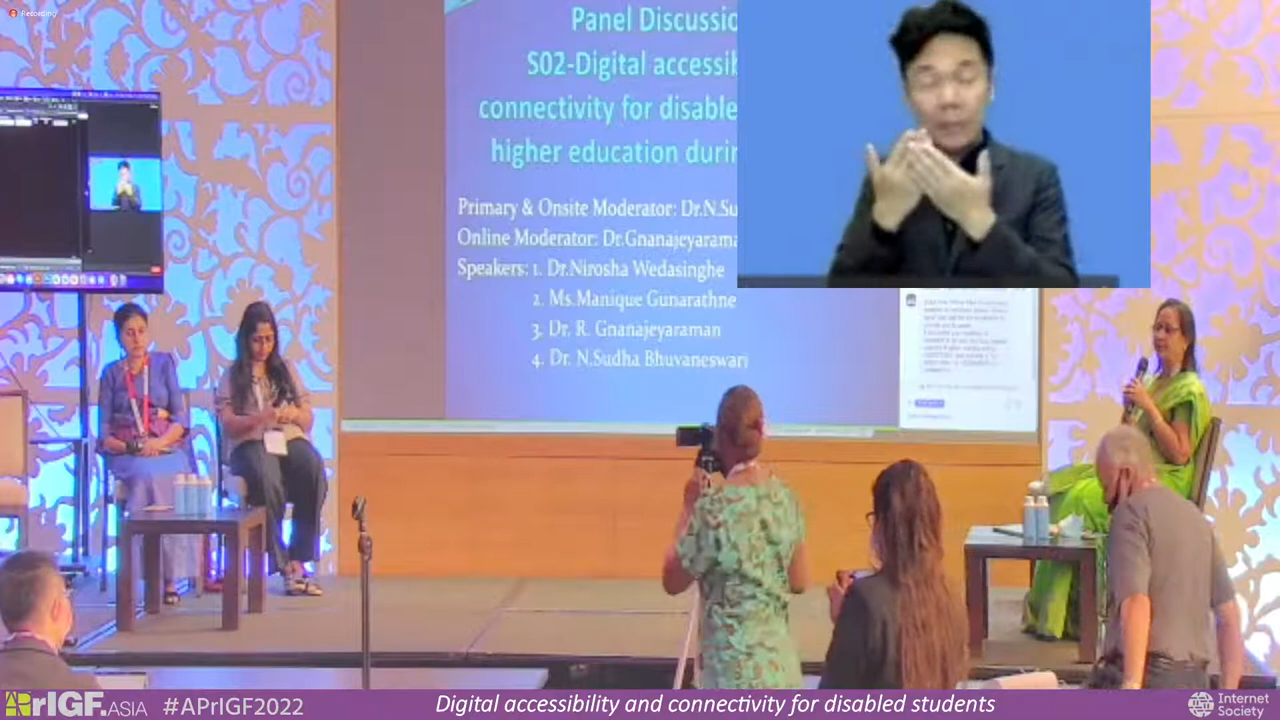 Recording
Panel Discussio
S02-Digital accessib
connectivity for disable
higher education durin
Primary & Onsite Moderator: Dr.N.Su
Online Moderator: Dr.Gnanajeyarama
Speakers: 1. Dr.Nirosha Wedasinghe
2. Ms.Manique Gunarathne
3. Dr. R. Gnanajeyaraman
4. Dr. N.Sudha Bhuvaneswari
APrIGF.ASIA #APrIGF2022
Digital accessibility and connectivity for disabled students
Internet
Society